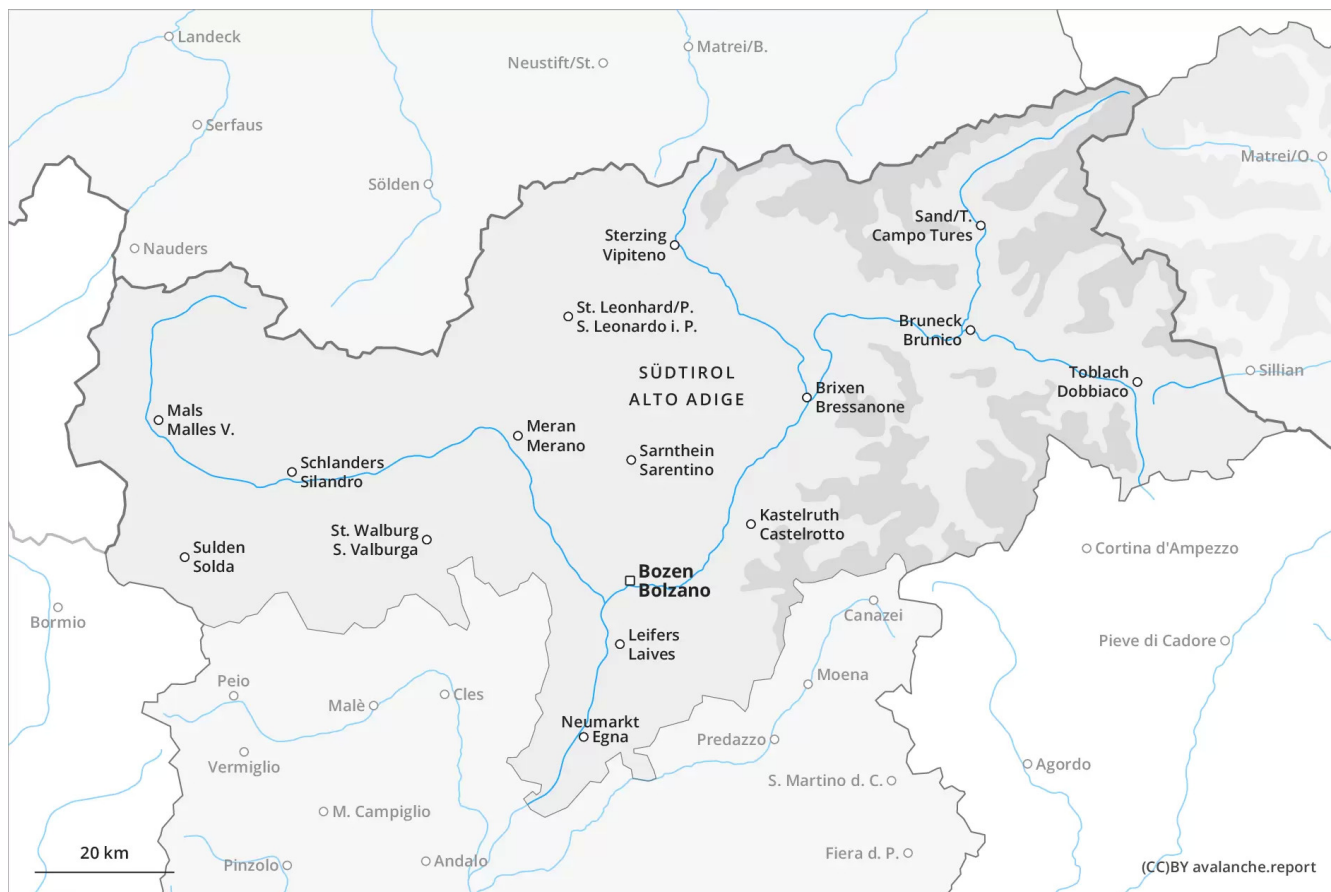 Landeck
Matrei/B.
Neustift/St.
Serfaus
Matrei/O.
Sölden
Sand/T.
Campo Tures
Sterzing
Vipiteno
Nauders
St. Leonhard/P.
S. Leonardo i. P.
Bruneck
Brunico
SÜDTIROL
ALTO ADIGE
Toblach
Dobbiaco
Sillian
Brixen
Bressanone
Mals
Malles V.
Meran
Merano
Sarnthein
Sarentino
Schlanders
Silandro
Kastelruth
Castelrotto
St. Walburg
S. Valburga
Sulden
Solda
Cortina d'Ampezzo
Bozen
Bolzano
Bormio
Canazei
Leifers
Laives
Pieve di Cadore
Peio
Moena
Cles
Malè
Neumarkt
Egna
Predazzo
Vermiglio
Agordo
S. Martino d. C.
M. Campiglio
20 km
Fiera d. P.
Andalo
Pinzolo
(CC)BY avalanche.report